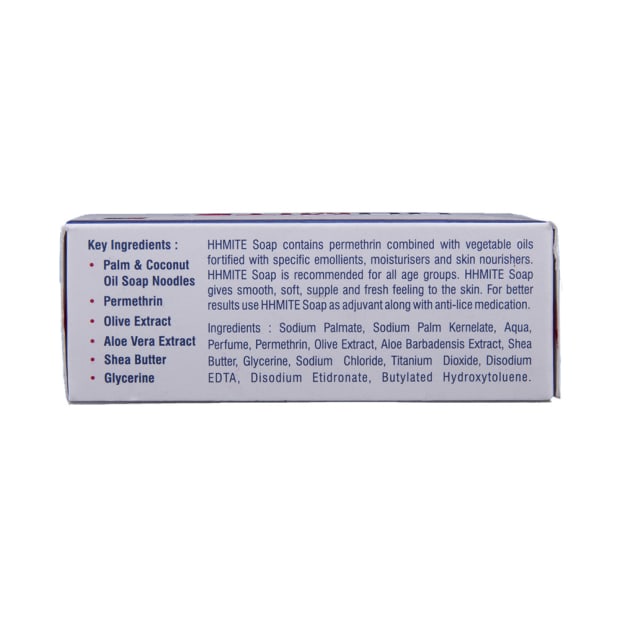 Key Ingredients :
• Palm & Coconut
Oil Soap Noodles
• Permethrin
• Olive Extract
• Aloe Vera Extract
• Shea Butter
• Glycerine
HHMITE Soap contains permethrin combined with vegetable oils
fortified with specific emollients, moisturisers and skin nourishers.
HHMITE Soap is recommended for all age groups. HHMITE Soap
gives smooth, soft, supple and fresh feeling to the skin. For better
results use HHMITE Soap as adjuvant along with anti-lice medication.
Ingredients : Sodium Palmate, Sodium Palm Kernelate, Aqua,
Perfume, Permethrin, Olive Extract, Aloe Barbadensis Extract, Shea
Butter, Glycerine, Sodium Chloride, Titanium Dioxide, Disodium
EDTA, Disodium Etidronate, Butylated Hydroxytoluene.